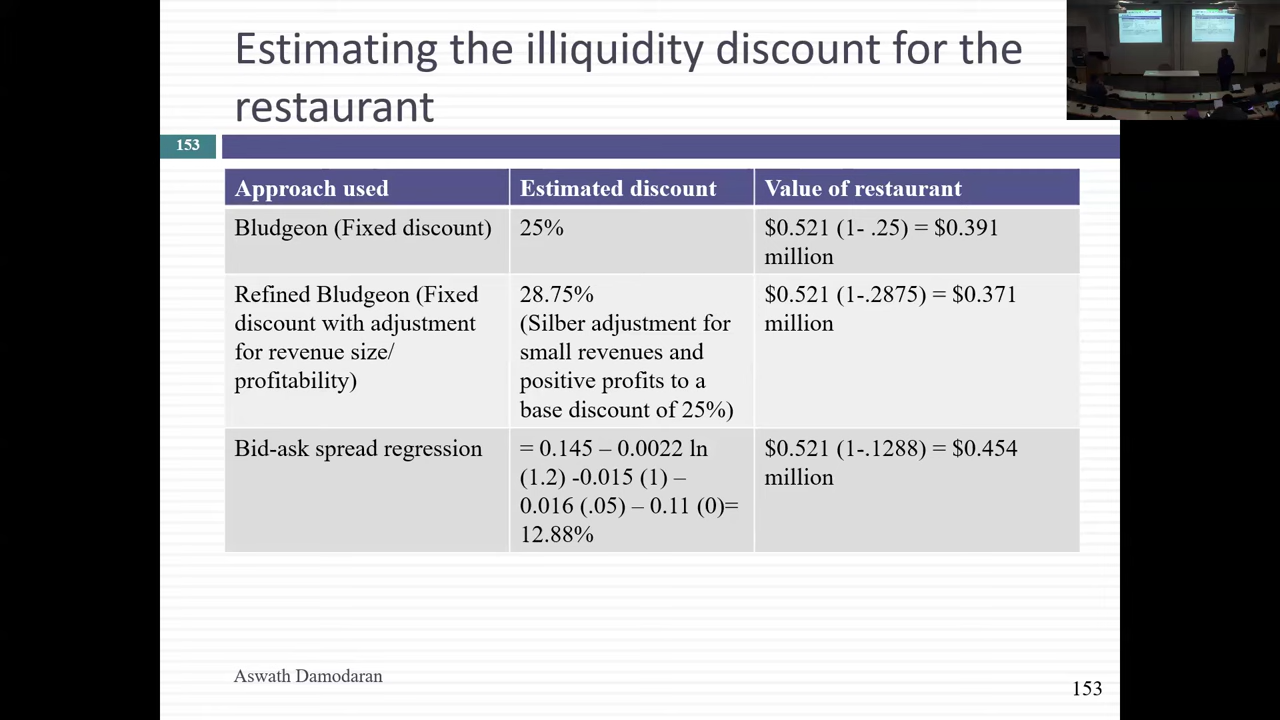 Estimating the illiquidity discount for the
restaurant
153
Approach used
Estimated discount
Value of restaurant
Bludgeon (Fixed discount)
25%
$0.521 (1- .25) = $0.391
million
Refined Bludgeon (Fixed
discount with adjustment
for revenue size/
profitability)
28.75%
(Silber adjustment for
small revenues and
positive profits to a
base discount of 25%)
$0.521 (1-.2875) = $0.371
million
Bid-ask spread regression
= 0.145 – 0.0022 ln
(1.2) -0.015 (1) –
0.016 (.05) – 0.11 (0)=
12.88%
$0.521 (1-.1288) = $0.454
million
Aswath Damodaran
153